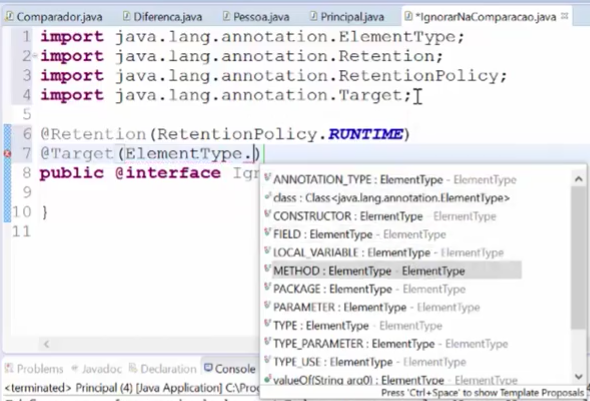 Comparador.java Diferenca.java Pessoa.java Principal.java *IgnorarNaComparacao.java
1 import java.lang.annotation.ElementType;
2 import java.lang.annotation.Retention;
3 import java.lang.annotation.RetentionPolicy;
4 import java.lang.annotation.Target;
5
6 @Retention(RetentionPolicy.RUNTIME)
7 @Target(ElementType.)
8 public @interface Ign
9
10 }
11
ANNOTATION_TYPE : ElementType - ElementType
class : Class<java.lang.annotation.ElementType>
CONSTRUCTOR : ElementType - ElementType
FIELD : ElementType - ElementType
LOCAL_VARIABLE : ElementType - ElementType
METHOD : ElementType - ElementType
PACKAGE : ElementType - ElementType
PARAMETER : ElementType - ElementType
TYPE : ElementType - ElementType
TYPE_PARAMETER : ElementType - ElementType
TYPE_USE : ElementType - ElementType
valueOf(String arg0) : ElementType - ElementType
Press 'Ctrl+Space' to show Template Proposals
Problems Javadoc Declaration Console
<terminated> Principal (4) [Java Application] C:\Pro